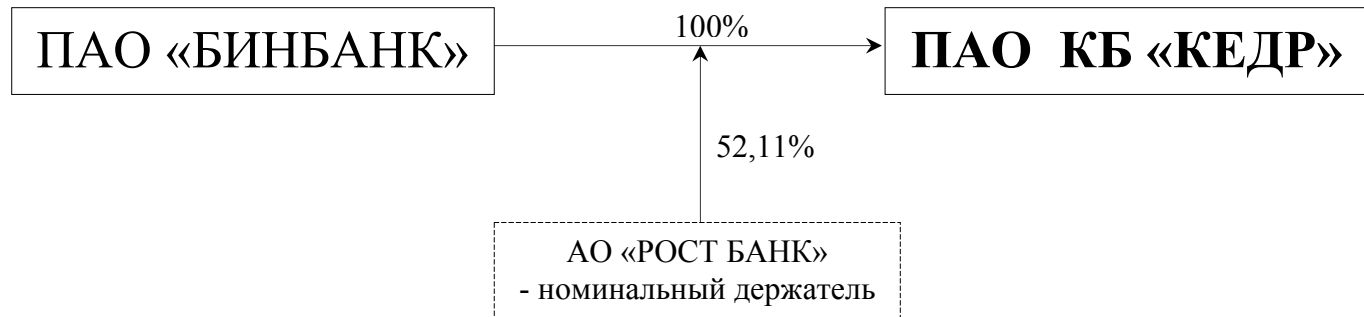 100%
ПАО «БИНБАНК»
ПАО КБ «КЕДР»
52,11%
АО «РОСТ БАНК»
- номинальный держатель